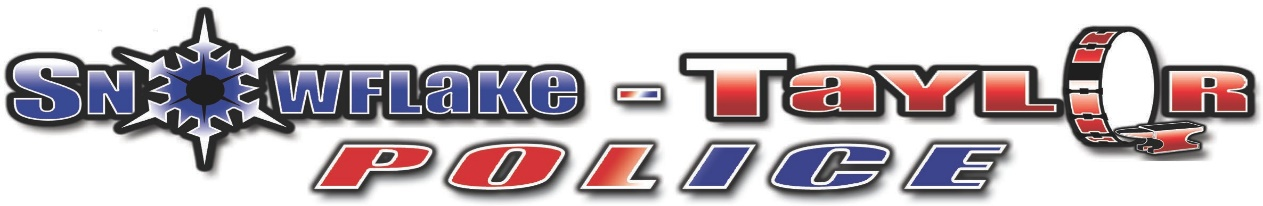 SNOWFLAKE - TAYLOR
POLICE